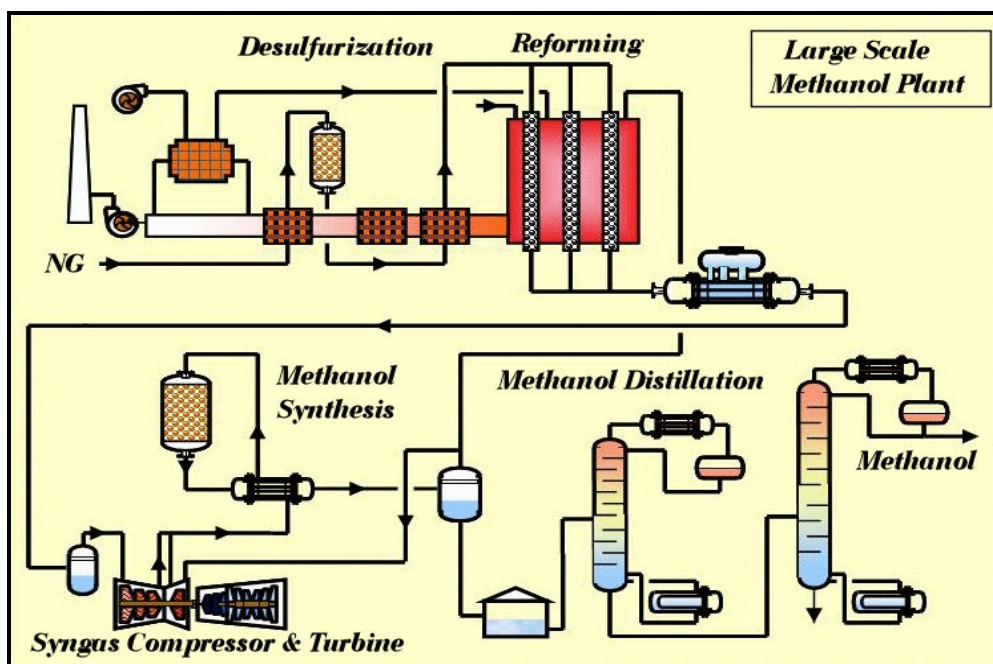 Desulfurization
Reforming
Large Scale
Methanol Plant
NG
Methanol
Synthesis
Methanol Distillation
Methanol
Syngas Compressor & Turbine